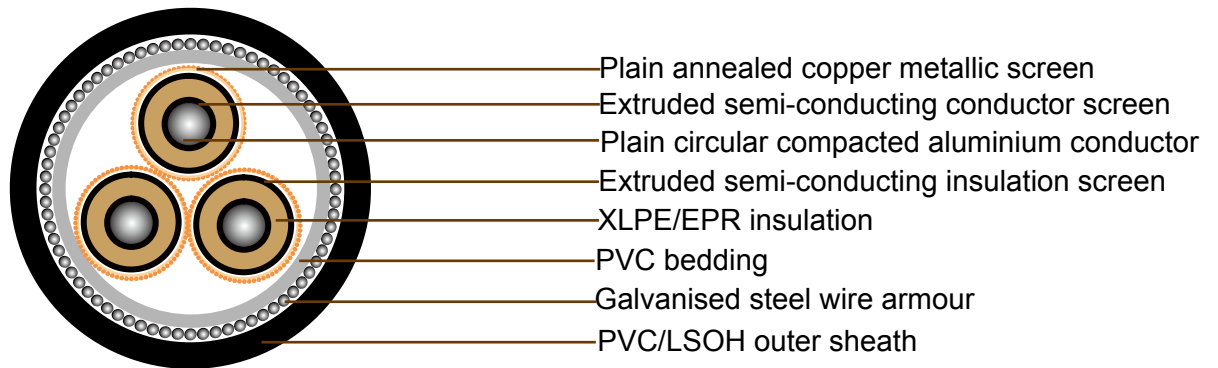 Plain annealed copper metallic screen
Extruded semi-conducting conductor screen
Plain circular compacted aluminium conductor
Extruded semi-conducting insulation screen
XLPE/EPR insulation
PVC bedding
Galvanised steel wire armour
PVC/LSOH outer sheath